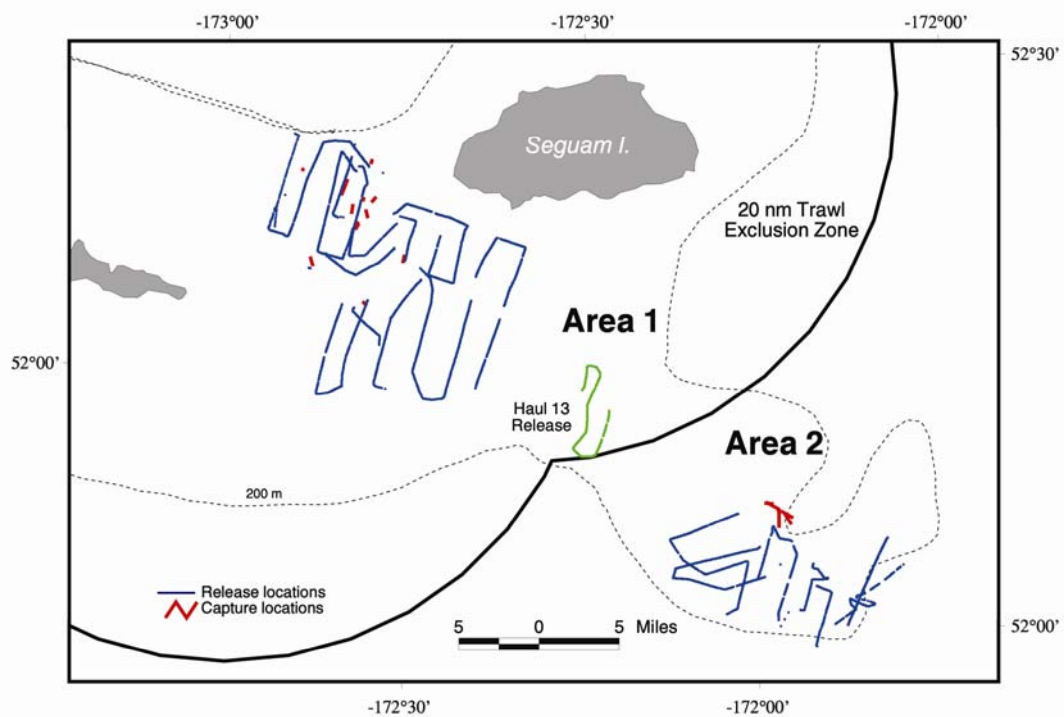 -173°00’
-172°30’
-172°00’
52°30’
Seguam I.
20 nm Trawl
Exclusion Zone
Area 1
52°00’
Haul 13
Release
Area 2
200 m
Release locations
Capture locations
5 0 5 Miles
52°00’
-172°30’
-172°00’